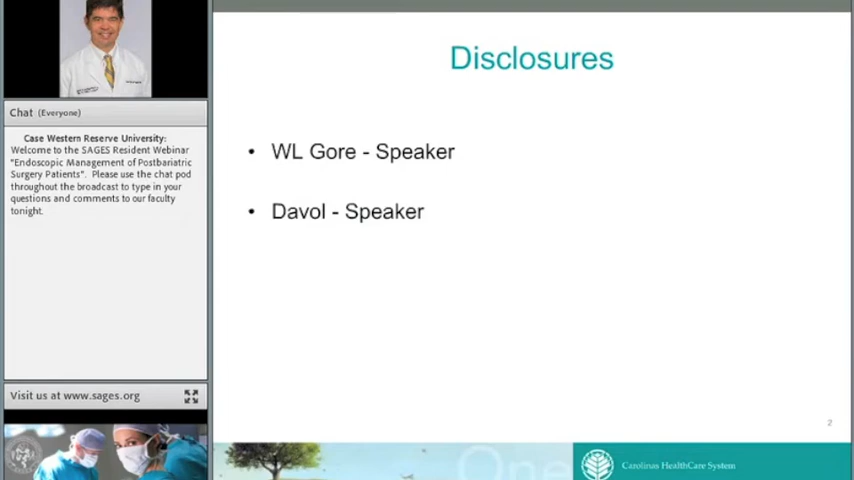 Disclosures
Chat (Everyone)
Case Western Reserve University:
Welcome to the SAGES Resident Webinar
"Endoscopic Management of Postbariatric
Surgery Patients". Please use the chat pod
throughout the broadcast to type in your
questions and comments to our faculty
tonight.
• WL Gore - Speaker
• Davol - Speaker
Visit us at www.sages.org
2
One
Carolinas HealthCare System